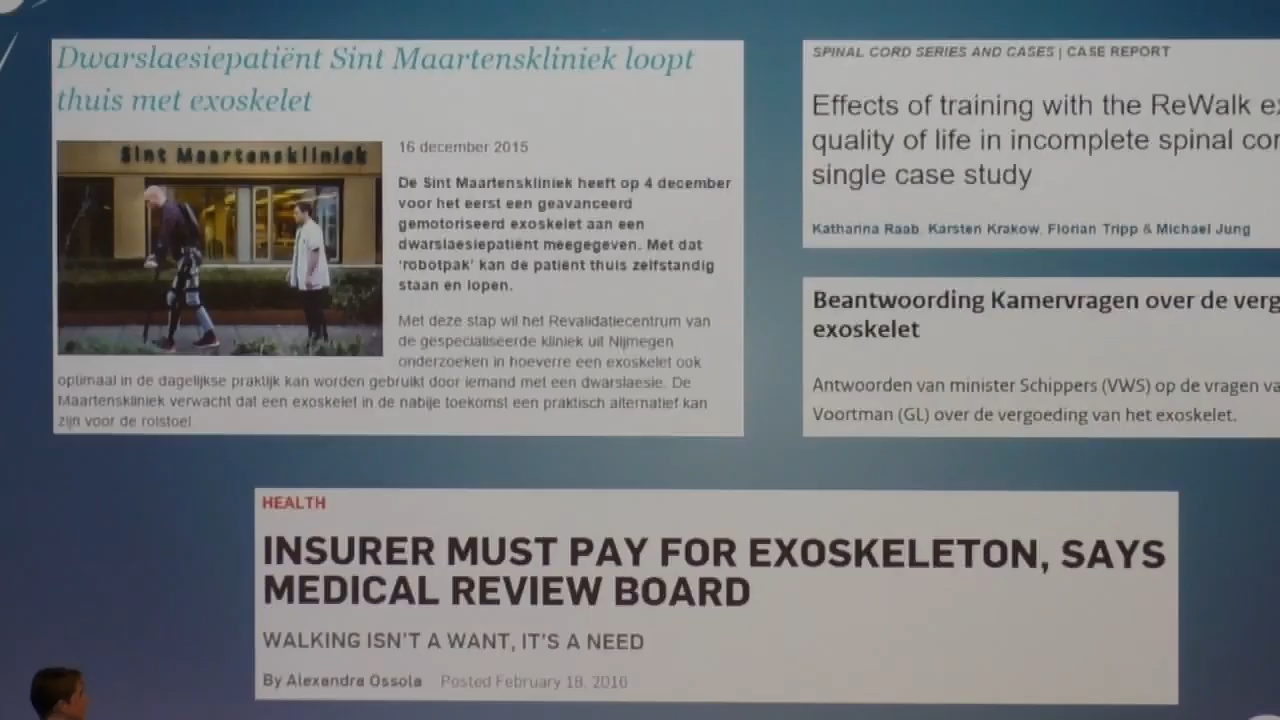 Dwarslaesiepatiënt Sint Maartenskliniek loopt
thuis met exoskelet
Sint Maartenskliniek
16 december 2015
De Sint Maartenskliniek heeft op 4 december
voor het eerst een geavanceerd
gemotoriseerd exoskelet aan een
dwarslaesiepatiënt meegegeven. Met dat
'robotpak' kan de patiënt thuis zelfstandig
staan en lopen.
Met deze stap wil het Revalidatiecentrum van
de gespecialiseerde kliniek uit Nijmegen
onderzoeken in hoeverre een exoskelet ook
optimaal in de dagelijkse praktijk kan worden gebruikt door iemand met een dwarslaesie. De
Maartenskliniek verwacht dat een exoskelet in de nabije toekomst een praktisch alternatief kan
zijn voor de rolstoel
SPINAL CORD SERIES AND CASES | CASE REPORT
Effects of training with the ReWalk
quality of life in incomplete spinal
single case study
Katharina Raab, Karsten Krakow, Florian Tripp & Michael Jung
Beantwoording Kamervragen over de
exoskelet
Antwoorden van minister Schippers (VWS) op de vragen
Voortman (GL) over de vergoeding van het exoskelet.
HEALTH
INSURER MUST PAY FOR EXOSKELETON, SAYS
MEDICAL REVIEW BOARD
WALKING ISN'T A WANT, IT'S A NEED
By Alexandra Ossola Posted February 18, 2016